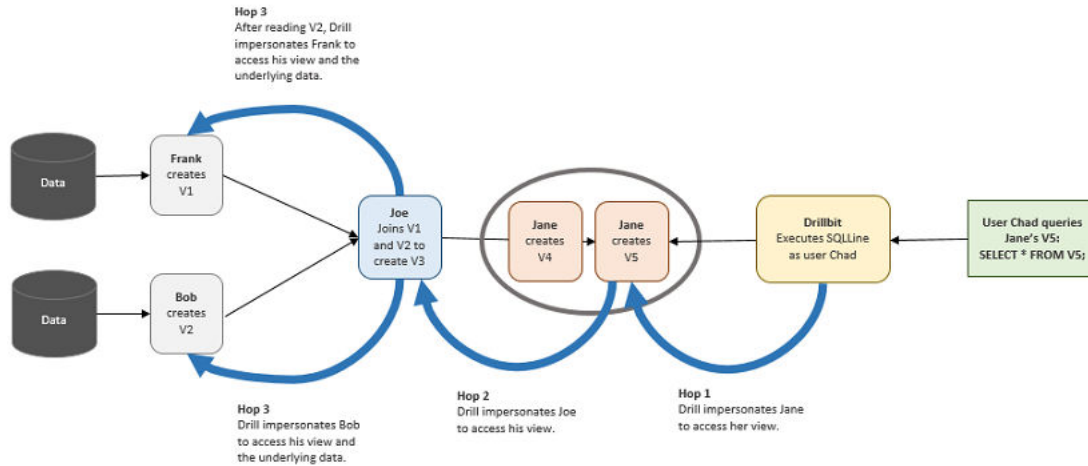 Hop 3
After reading V2, Drill
impersonates Frank to
access his view and the
underlying data.
Data
Frank
creates
V1
Joe
Joins V1
and V2 to
create V3
Jane
creates
V4
Jane
creates
V5
Drillbit
Executes SQLLine
as user Chad
User Chad queries
Jane's V5:
SELECT * FROM V5;
Data
Bob
creates
V2
Hop 3
Drill impersonates Bob
to access his view and
the underlying data.
Hop 2
Drill impersonates Joe
to access his view.
Hop 1
Drill impersonates Jane
to access her view.